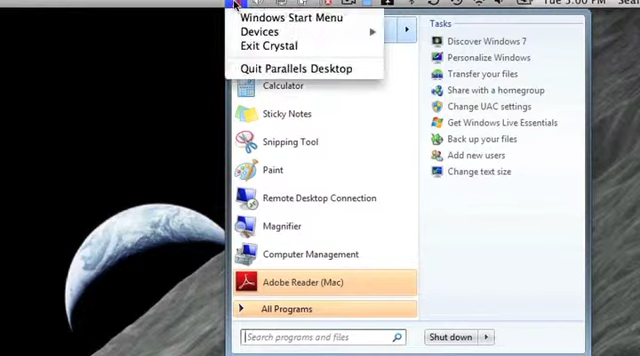 Tue 5:00 PM Sean
Windows Start Menu
Devices
Exit Crystal
Quit Parallels Desktop
Calculator
Sticky Notes
Snipping Tool
Paint
Remote Desktop Connection
Magnifier
Computer Management
Adobe Reader (Mac)
All Programs
Search programs and files
Shut down
Tasks
Discover Windows 7
Personalize Windows
Transfer your files
Share with a homegroup
Change UAC settings
Get Windows Live Essentials
Back up your files
Add new users
Change text size